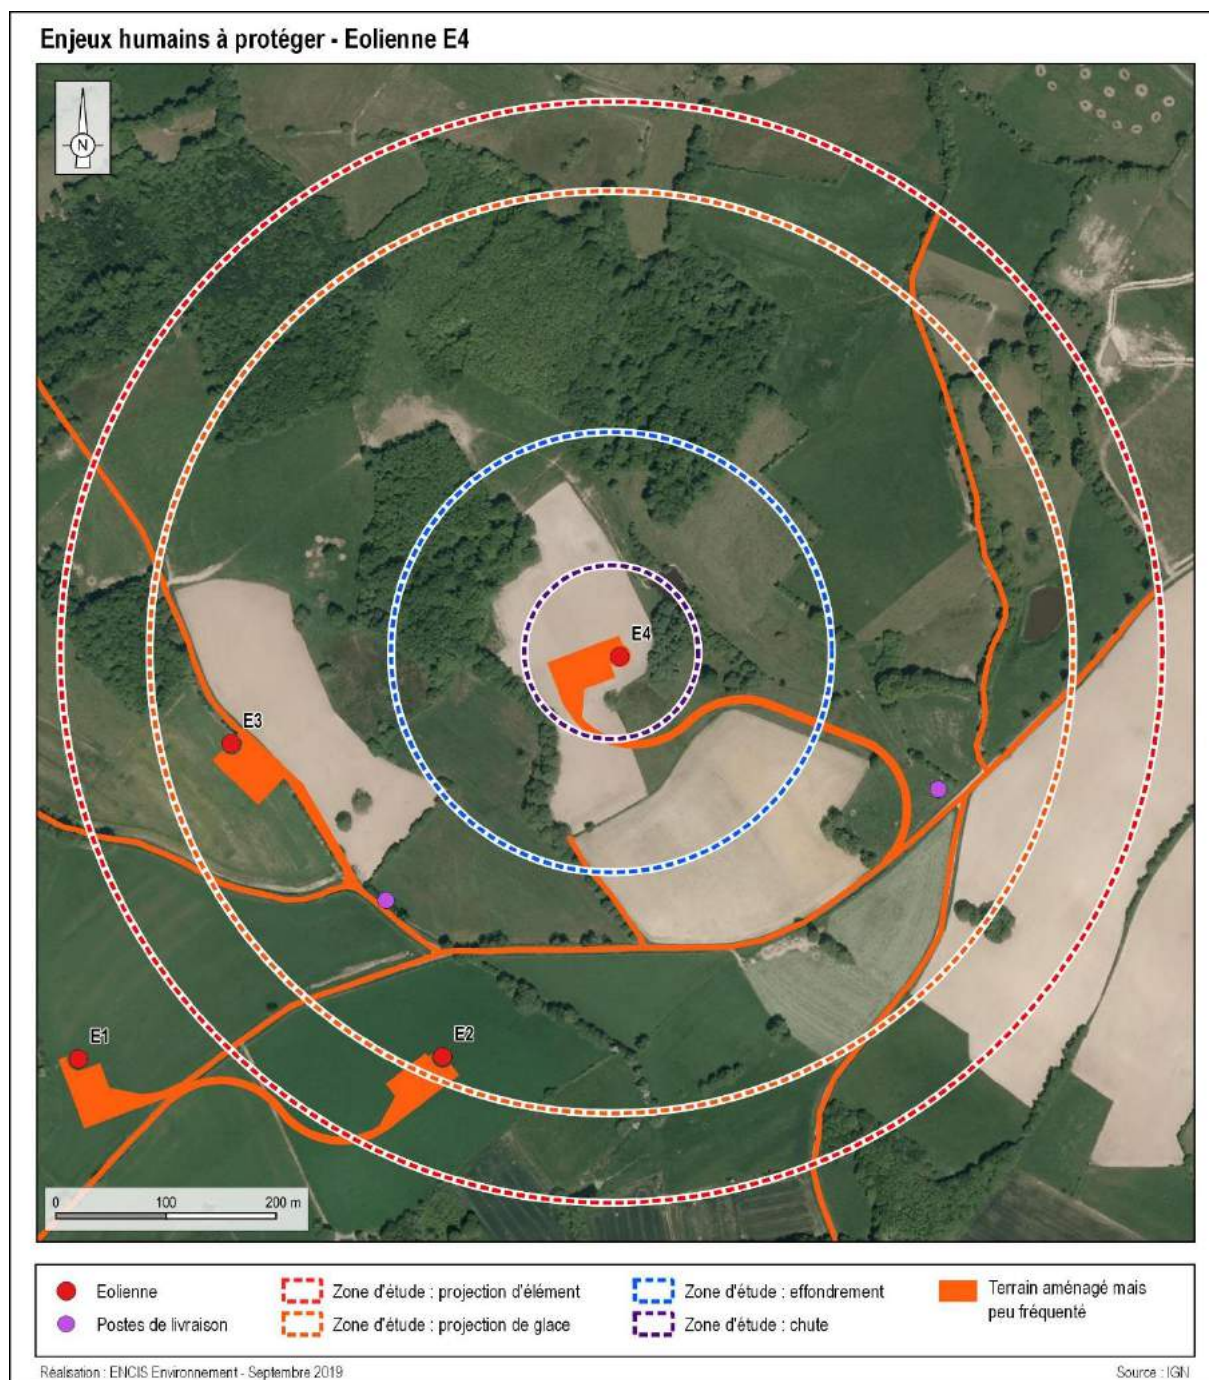 Enjeux humains à protéger - Eolienne E4
N
E4
E3
E2
E1
0 100 200 m
Eolienne
Postes de livraison
Zone d'étude : projection d'élément
Zone d'étude : projection de glace
Zone d'étude : effondrement
Zone d'étude : chute
Terrain aménagé mais
peu fréquenté
Réalisation : ENCIS Environnement - Septembre 2019
Source : IGN